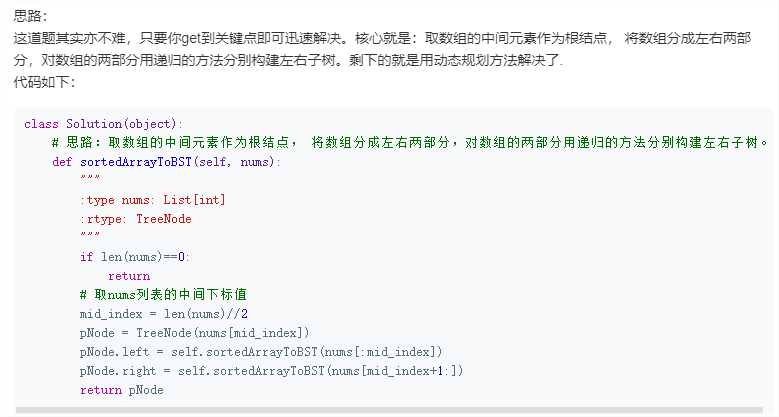 思路：
这道题其实亦不难，只要你get到关键点即可迅速解决。核心就是：取数组的中间元素作为根结点， 将数组分成左右两部
分，对数组的两部分用递归的方法分别构建左右子树。剩下的就是用动态规划方法解决了.
代码如下：
class Solution(object):
    # 思路：取数组的中间元素作为根结点， 将数组分成左右两部分，对数组的两部分用递归的方法分别构建左右子树。
    def sortedArrayToBST(self, nums):
        """
        :type nums: List[int]
        :rtype: TreeNode
        """
        if len(nums)==0:
            return
        # 取nums列表的中间下标值
        mid_index = len(nums)//2
        pNode = TreeNode(nums[mid_index])
        pNode.left = self.sortedArrayToBST(nums[:mid_index])
        pNode.right = self.sortedArrayToBST(nums[mid_index+1:])
        return pNode